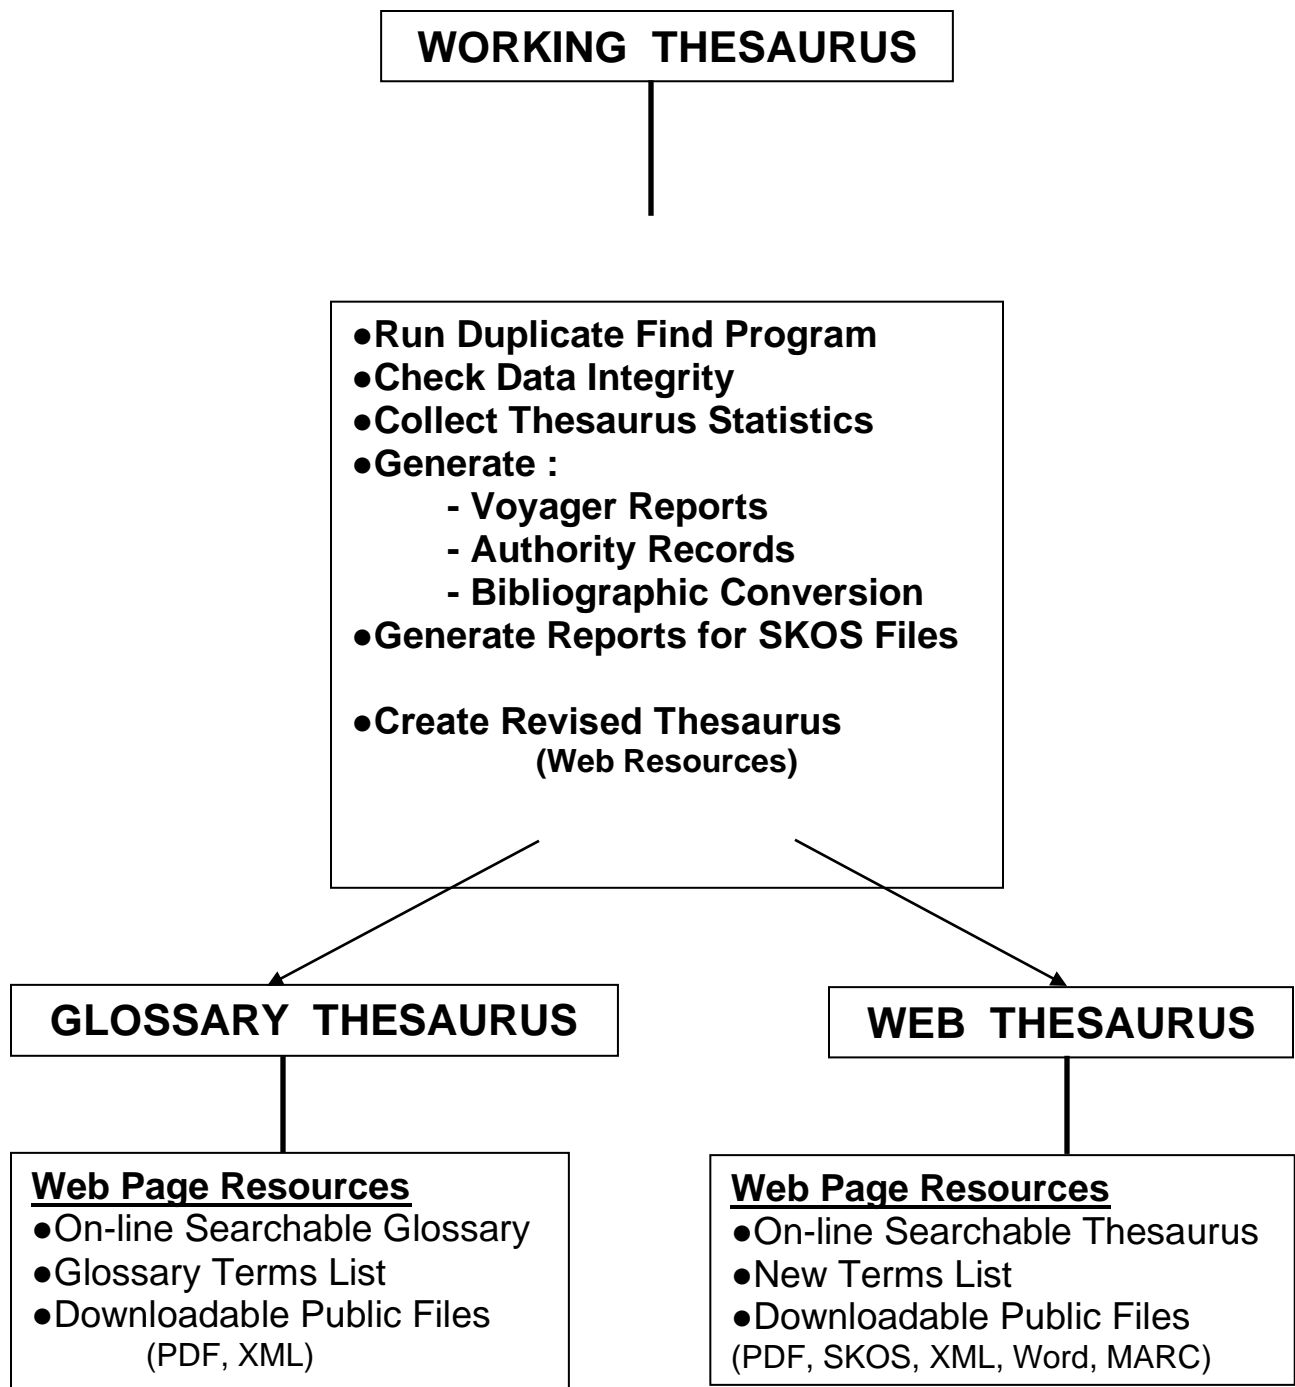 WORKING THESAURUS
●Run Duplicate Find Program
●Check Data Integrity
●Collect Thesaurus Statistics
●Generate :
- Voyager Reports
- Authority Records
- Bibliographic Conversion
●Generate Reports for SKOS Files
●Create Revised Thesaurus
(Web Resources)
GLOSSARY THESAURUS
Web Page Resources
●On-line Searchable Glossary
●Glossary Terms List
●Downloadable Public Files
(PDF, XML)
WEB THESAURUS
Web Page Resources
●On-line Searchable Thesaurus
●New Terms List
●Downloadable Public Files
(PDF, SKOS, XML, Word, MARC)